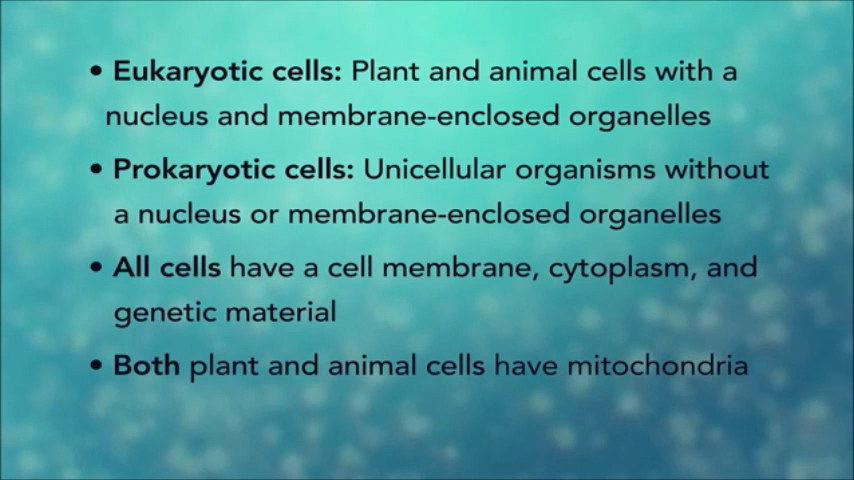 • Eukaryotic cells: Plant and animal cells with a
nucleus and membrane-enclosed organelles
• Prokaryotic cells: Unicellular organisms without
a nucleus or membrane-enclosed organelles
• All cells have a cell membrane, cytoplasm, and
genetic material
• Both plant and animal cells have mitochondria